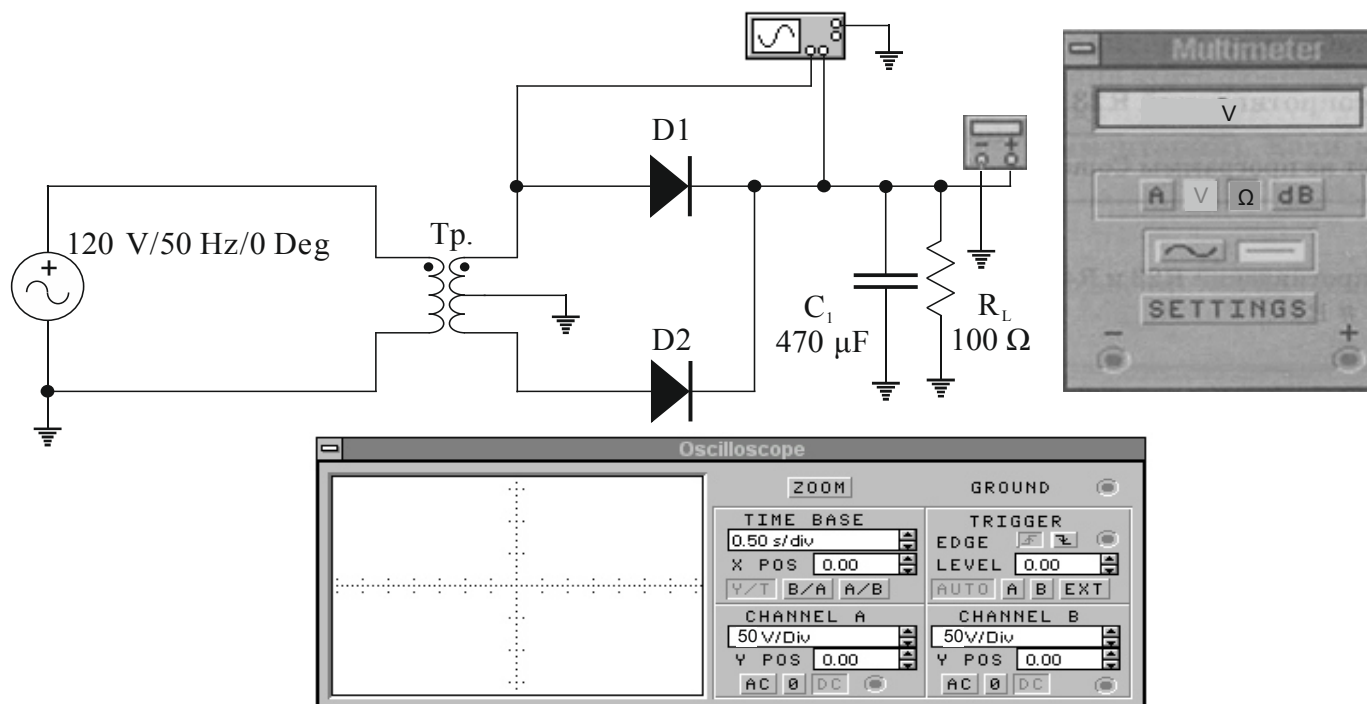 D1
120 V/50 Hz/0 Deg
Tp.
D2
C1
470 µF
RL
100 Ω
Multimeter
V
A V Ω dB
SETTINGS
- +
Oscilloscope
ZOOM GROUND
TIME BASE
0.50 s/div
X POS 0.00
Y/T B/A A/B
TRIGGER
EDGE
LEVEL 0.00
AUTO A B EXT
CHANNEL A
50 V/Div
Y POS 0.00
AC 0 DC
CHANNEL B
50V/Div
Y POS 0.00
AC 0 DC